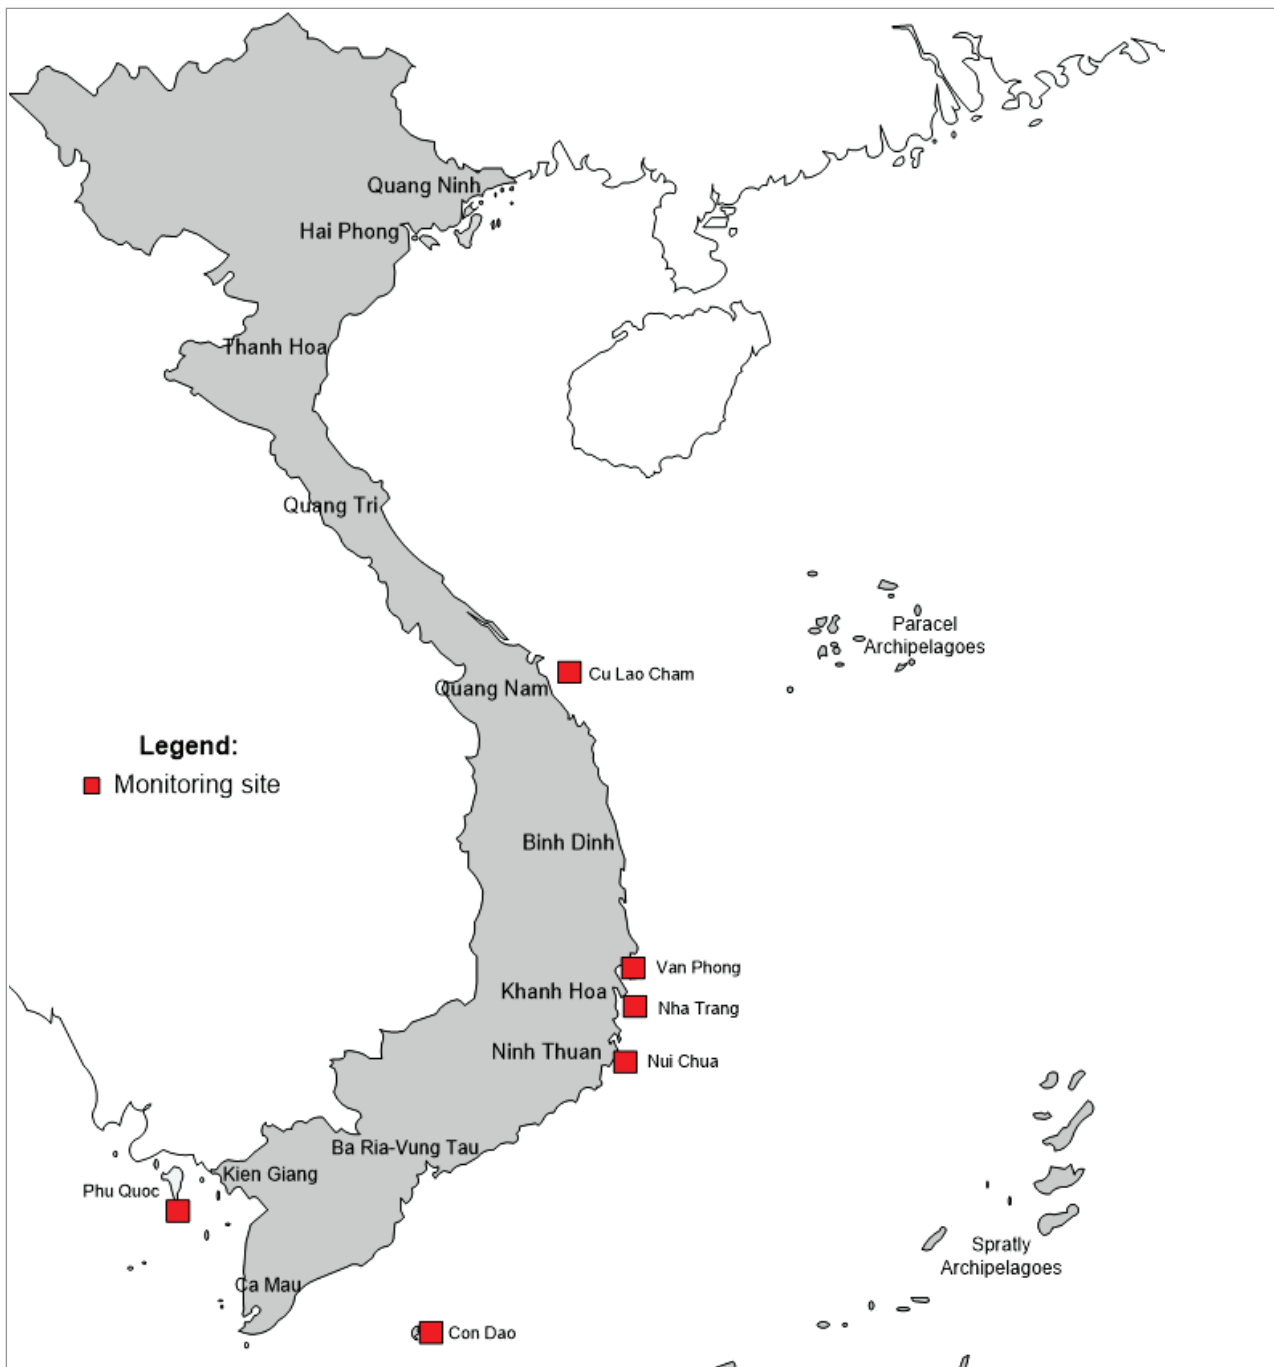 Quang Ninh
Hai Phong
Thanh Hoa
Quang Tri
Paracel
Archipelagoes
Cu Lao Cham
Quang Nam
Legend:
Monitoring site
Binh Dinh
Van Phong
Khanh Hoa
Nha Trang
Ninh Thuan
Nui Chua
Ba Ria-Vung Tau
Kien Giang
Phu Quoc
Spratly
Archipelagoes
Ca Mau
Con Dao